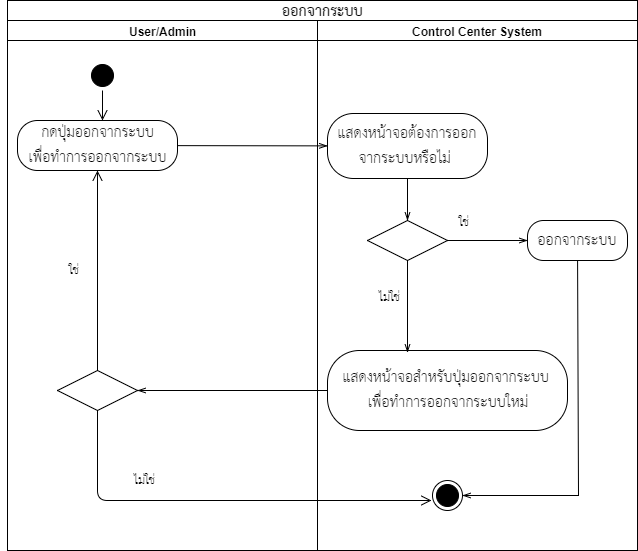 ออกจากระบบ
User/Admin
Control Center System
กดปุ่มออกจากระบบ
เพื่อทำการออกจากระบบ
แสดงหน้าจอต้องการออก
จากระบบหรือไม่
ใช่
ออกจากระบบ
ใช่
ไม่ใช่
แสดงหน้าจอสำหรับปุ่มออกจากระบบ
เพื่อทำการออกจากระบบใหม่
ไม่ใช่